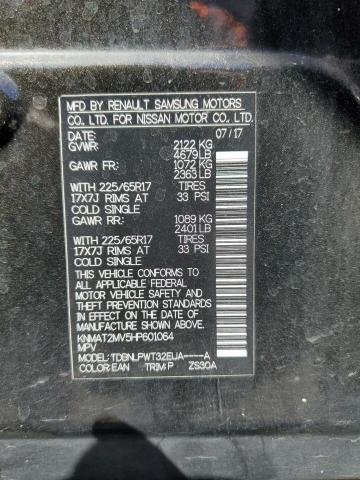 MFD BY RENAULT SAMSUNG MOTORS
CO. LTD. FOR NISSAN MOTOR CO., LTD.
DATE: 07/17
GVWR: 2122 KG
4679 LB
GAWR FR: 1072 KG
2363 LB
WITH 225/65R17 TIRES
17X7J RIMS AT 33 PSI
COLD SINGLE
GAWR RR: 1089 KG
2401 LB
WITH 225/65R17 TIRES
17X7J RIMS AT 33 PSI
COLD SINGLE
THIS VEHICLE CONFORMS TO
ALL APPLICABLE FEDERAL
MOTOR VEHICLE SAFETY AND
THEFT PREVENTION STANDARDS
IN EFFECT ON THE DATE OF
MANUFACTURE SHOWN ABOVE.
KNMAT2MV5HP601064
MPV
MODEL: TDBNLPWT32EUA----A
COLOR: EAN TRIM: P ZS30A